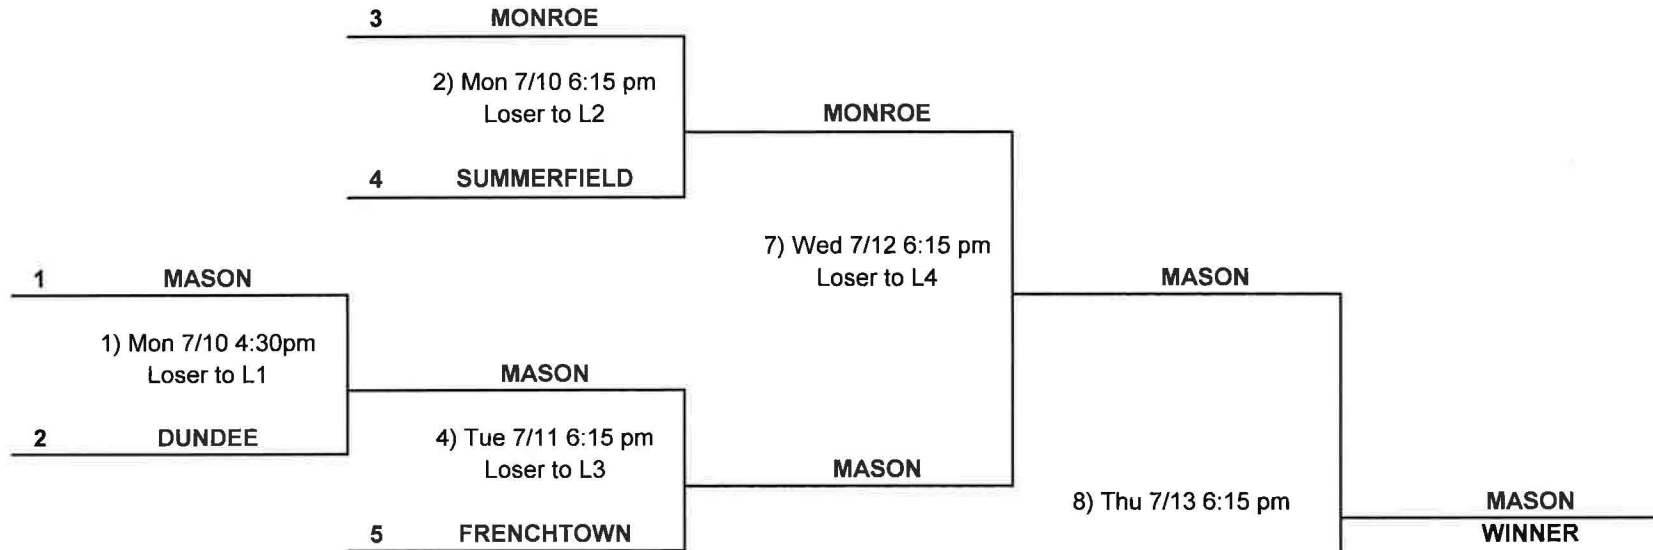 3 MONROE
2) Mon 7/10 6:15 pm
Loser to L2
MONROE
4 SUMMERFIELD
7) Wed 7/12 6:15 pm
Loser to L4
1 MASON
MASON
1) Mon 7/10 4:30pm
Loser to L1
MASON
2 DUNDEE
4) Tue 7/11 6:15 pm
Loser to L3
MASON
8) Thu 7/13 6:15 pm
MASON
WINNER
5 FRENCHTOWN